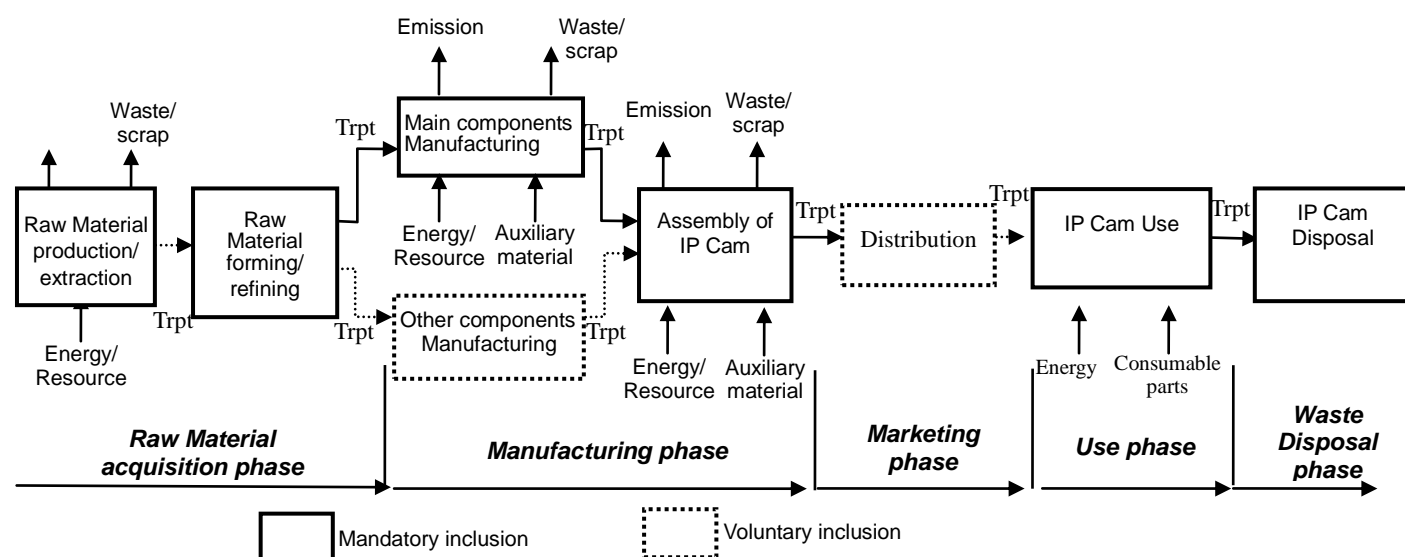 Emission
Waste/
scrap
Waste/
scrap
Trpt
Main components
Manufacturing
Trpt
Emission
Waste/
scrap
Raw Material
production/
extraction
Trpt
Raw
Material
forming/
refining
Energy/
Resource
Auxiliary
material
Assembly of
IP Cam
Trpt
Distribution
Trpt
IP Cam Use
Trpt
IP Cam
Disposal
Energy/
Resource
Trpt
Other components
Manufacturing
Trpt
Energy/
Resource
Auxiliary
material
Energy
Consumable
parts
Raw Material
acquisition phase
Manufacturing phase
Marketing
phase
Use phase
Waste
Disposal
phase
Mandatory inclusion
Voluntary inclusion